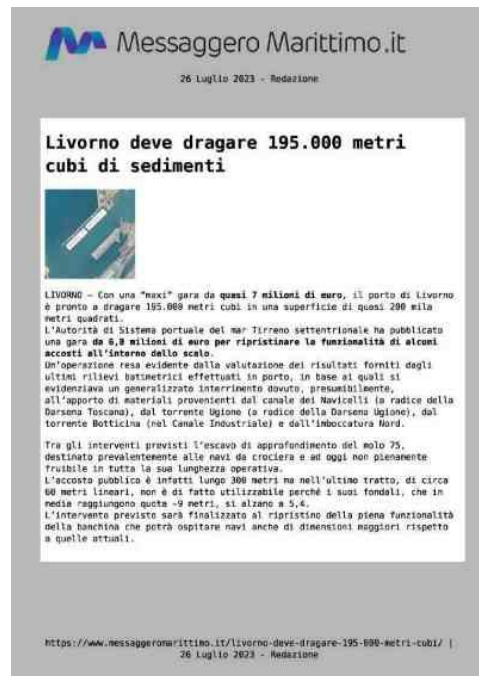 Messaggero Marittimo.it
26 Luglio 2023 - Redazione
Livorno deve dragare 195.000 metri
cubi di sedimenti
LIVORNO – Con una "maxi" gara da quasi 7 milioni di euro, il porto di Livorno
è pronto a dragare 195.000 metri cubi in una superficie di quasi 200 mila
metri quadrati.
L'Autorità di Sistema portuale del mar Tirreno settentrionale ha pubblicato
una gara da 6,8 milioni di euro per ripristinare la funzionalità di alcuni
accosti all'interno dello scalo.
Un'operazione resa evidente dalla valutazione dei risultati forniti dagli
ultimi rilievi batimetrici effettuati in porto, in base ai quali si
evidenziava un generalizzato interrimento dovuto, presumibilmente,
all'apporto di materiali provenienti dal canale dei Navicelli (a radice della
Darsena Toscana), dal torrente Ugione (a radice della Darsena Ugione), dal
torrente Botticina (nel Canale Industriale) e dall'imboccatura Nord.
Tra gli interventi previsti l'escavo di approfondimento del molo 75,
destinato prevalentemente alle navi da crociera e ad oggi non pienamente
fruibile in tutta la sua lunghezza operativa.
L'accosto pubblico è infatti lungo 300 metri ma nell'ultimo tratto, di circa
60 metri lineari, non è di fatto utilizzabile perché i suoi fondali, che in
media raggiungono quota -9 metri, si alzano a 5,4.
L'intervento previsto sarà finalizzato al ripristino della piena funzionalità
della banchina che potrà ospitare navi anche di dimensioni maggiori rispetto
a quelle attuali.
https://www.messaggeromarittimo.it/livorno-deve-dragare-195-000-metri-cubi/ |
26 Luglio 2023 - Redazione